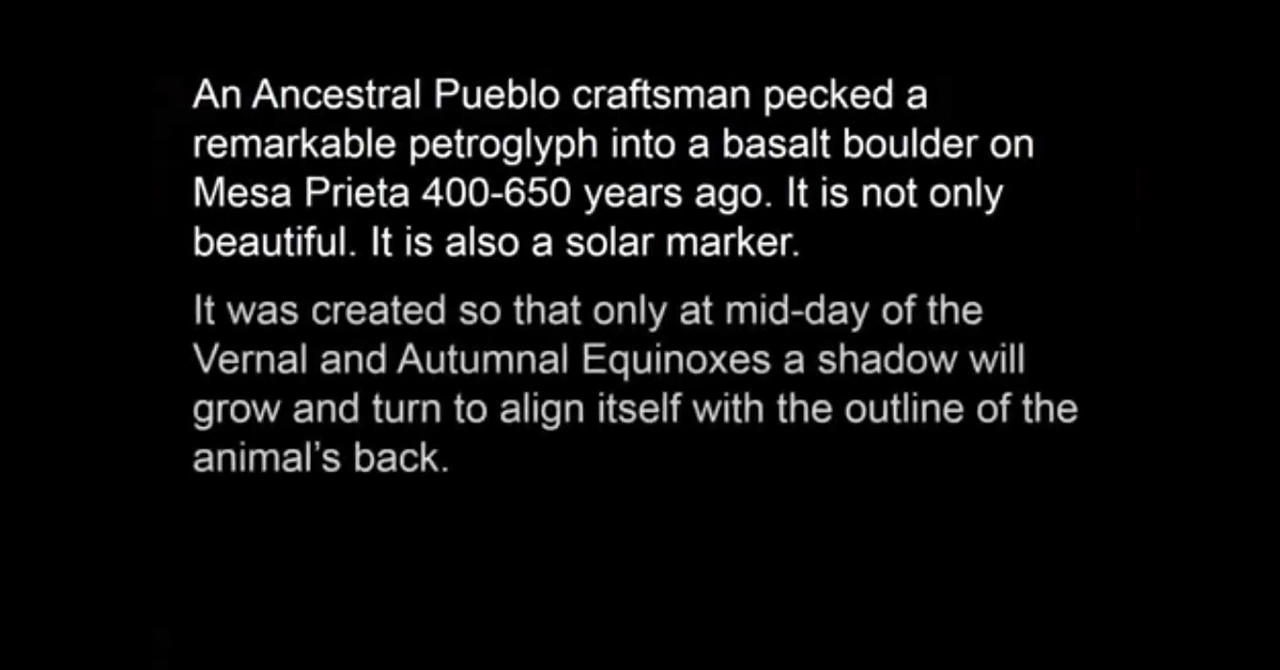 An Ancestral Pueblo craftsman pecked a
remarkable petroglyph into a basalt boulder on
Mesa Prieta 400-650 years ago. It is not only
beautiful. It is also a solar marker.
It was created so that only at mid-day of the
Vernal and Autumnal Equinoxes a shadow will
grow and turn to align itself with the outline of the
animal’s back.